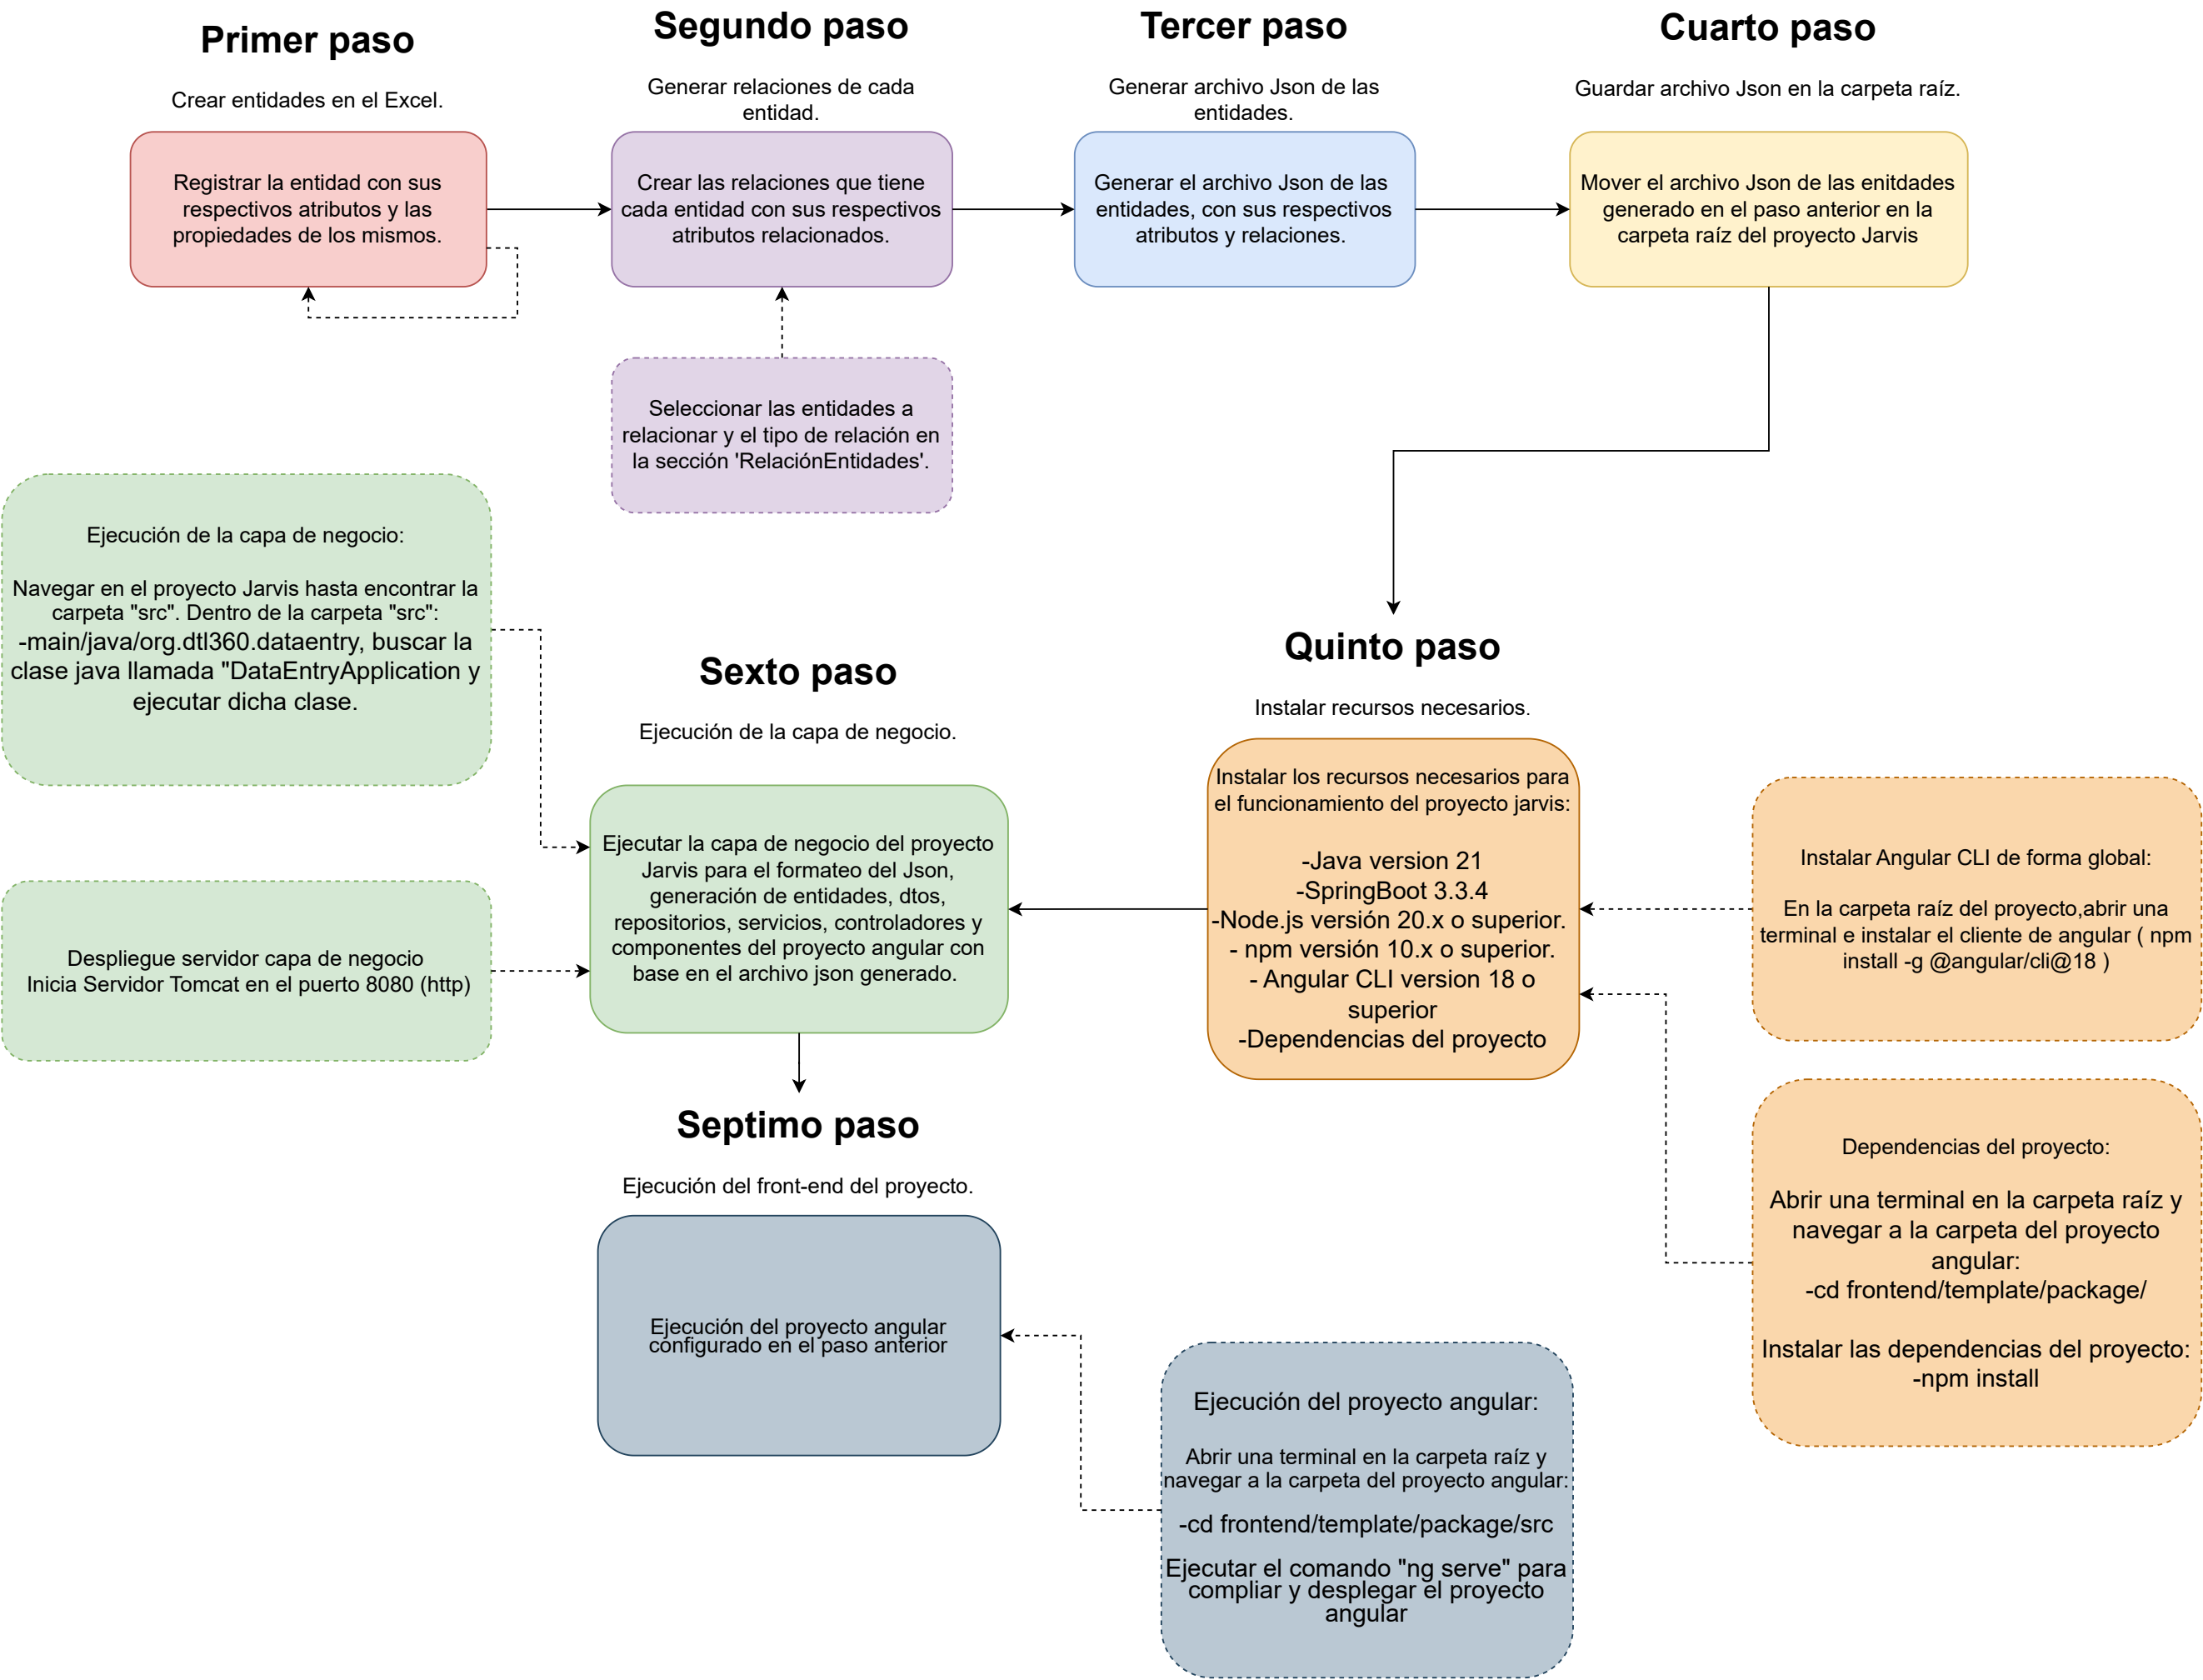 Primer paso
Crear entidades en el Excel.
Registrar la entidad con sus
respectivos atributos y las
propiedades de los mismos.
Segundo paso
Generar relaciones de cada
entidad.
Crear las relaciones que tiene
cada entidad con sus respectivos
atributos relacionados.
Seleccionar las entidades a
relacionar y el tipo de relación en
la sección 'RelaciónEntidades'.
Tercer paso
Generar archivo Json de las
entidades.
Generar el archivo Json de las
entidades, con sus respectivos
atributos y relaciones.
Cuarto paso
Guardar archivo Json en la carpeta raíz.
Mover el archivo Json de las enitdades
generado en el paso anterior en la
carpeta raíz del proyecto Jarvis
Quinto paso
Instalar recursos necesarios.
Instalar los recursos necesarios para
el funcionamiento del proyecto jarvis:
-Java version 21
-SpringBoot 3.3.4
-Node.js versión 20.x o superior.
- npm versión 10.x o superior.
- Angular CLI version 18 o
superior
-Dependencias del proyecto
Instalar Angular CLI de forma global:
En la carpeta raíz del proyecto,abrir una
terminal e instalar el cliente de angular ( npm
install -g @angular/cli@18 )
Dependencias del proyecto:
Abrir una terminal en la carpeta raíz y
navegar a la carpeta del proyecto
angular:
-cd frontend/template/package/
Instalar las dependencias del proyecto:
-npm install
Sexto paso
Ejecución de la capa de negocio.
Ejecutar la capa de negocio del proyecto
Jarvis para el formateo del Json,
generación de entidades, dtos,
repositorios, servicios, controladores y
componentes del proyecto angular con
base en el archivo json generado.
Ejecución de la capa de negocio:
Navegar en el proyecto Jarvis hasta encontrar la
carpeta "src". Dentro de la carpeta "src":
-main/java/org.dtl360.dataentry, buscar la
clase java llamada "DataEntryApplication y
ejecutar dicha clase.
Despliegue servidor capa de negocio
Inicia Servidor Tomcat en el puerto 8080 (http)
Septimo paso
Ejecución del front-end del proyecto.
Ejecución del proyecto angular
configurado en el paso anterior
Ejecución del proyecto angular:
Abrir una terminal en la carpeta raíz y
navegar a la carpeta del proyecto angular:
-cd frontend/template/package/src
Ejecutar el comando "ng serve" para
compliar y desplegar el proyecto
angular